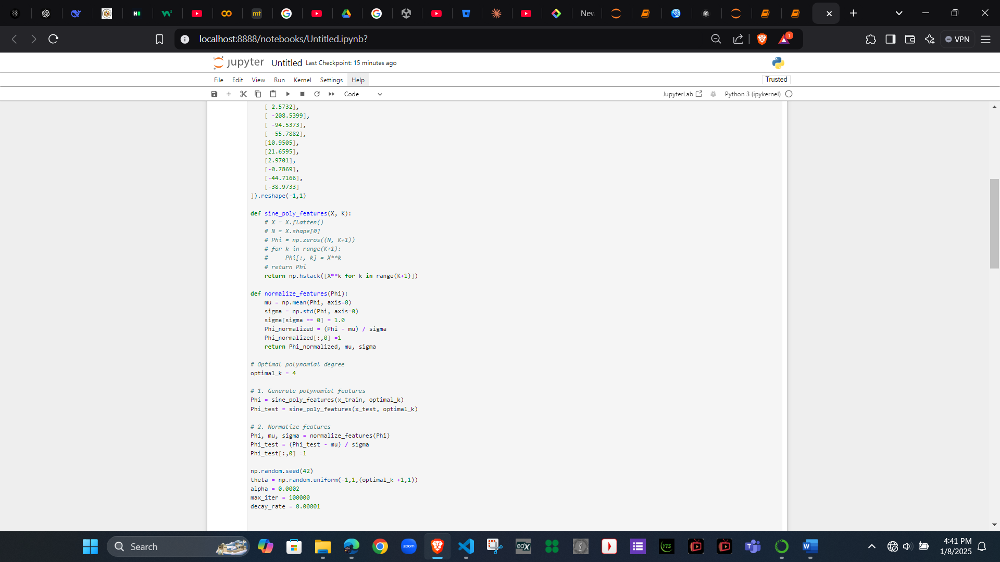 H
W3
mt
New
localhost:8888/notebooks/Untitled.ipynb?
1
VPN
jupyter Untitled Last Checkpoint: 15 minutes ago
File Edit View Run Kernel Settings Help
Trusted
Code
JupyterLab
Python 3 (ipykernel)
[ 2.5732],
[ -208.5399],
[ -94.5373],
[ -55.7882],
[10.9505],
[21.6595],
[2.9701],
[-0.7869],
[-44.7166],
[-38.9733]
]).reshape(-1,1)
def sine_poly_features(X, K):
# X = X.flatten()
# N = X.shape[0]
# Phi = np.zeros((N, K+1))
# for k in range(K+1):
#     Phi[:, k] = X**k
# return Phi
return np.hstack([X**k for k in range(K+1)])
def normalize_features(Phi):
mu = np.mean(Phi, axis=0)
sigma = np.std(Phi, axis=0)
sigma[sigma == 0] = 1.0
Phi_normalized = (Phi - mu) / sigma
Phi_normalized[:,0] =1
return Phi_normalized, mu, sigma
# Optimal polynomial degree
optimal_k = 4
# 1. Generate polynomial features
Phi = sine_poly_features(x_train, optimal_k)
Phi_test = sine_poly_features(x_test, optimal_k)
# 2. Normalize features
Phi, mu, sigma = normalize_features(Phi)
Phi_test = (Phi_test - mu) / sigma
Phi_test[:,0] =1
np.random.seed(42)
theta = np.random.uniform(-1,1,(optimal_k +1,1))
alpha = 0.0002
max_iter = 100000
decay_rate = 0.00001
Search
zoom
edX
YTS
4:41 PM
1/8/2025